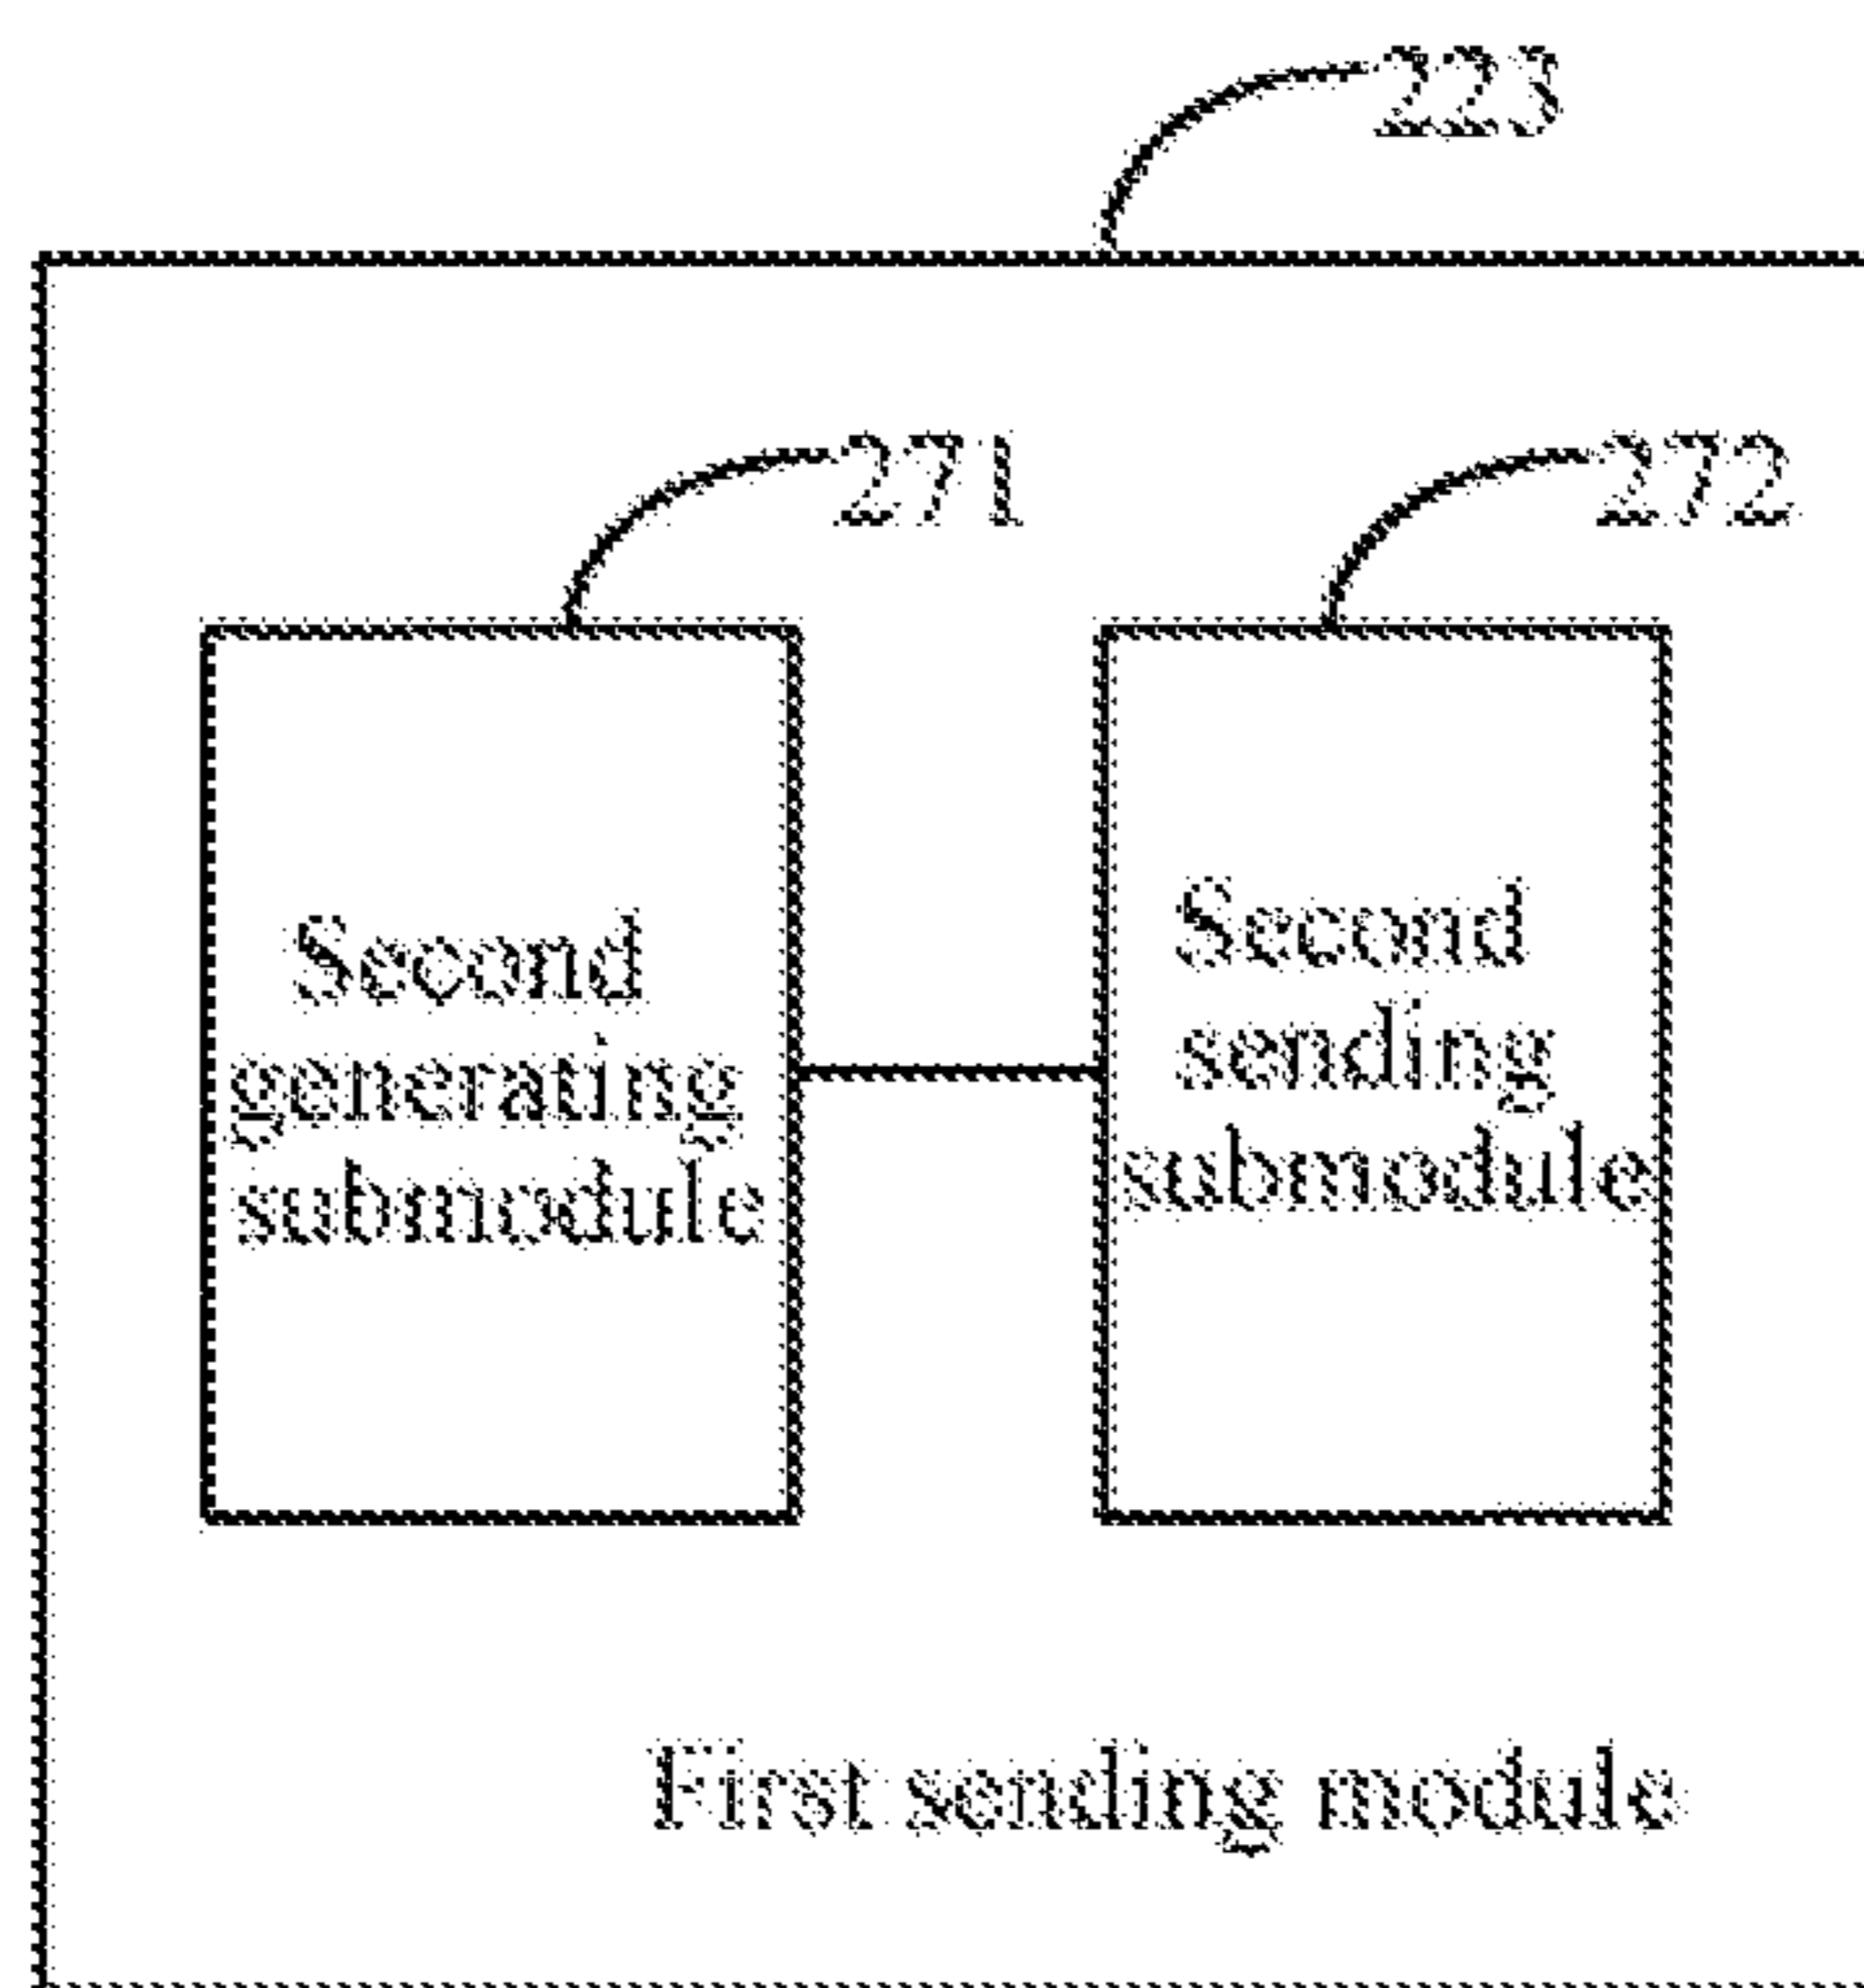 223
271
272
Second
generating
submodule
Second
sending
submodule
First sending module